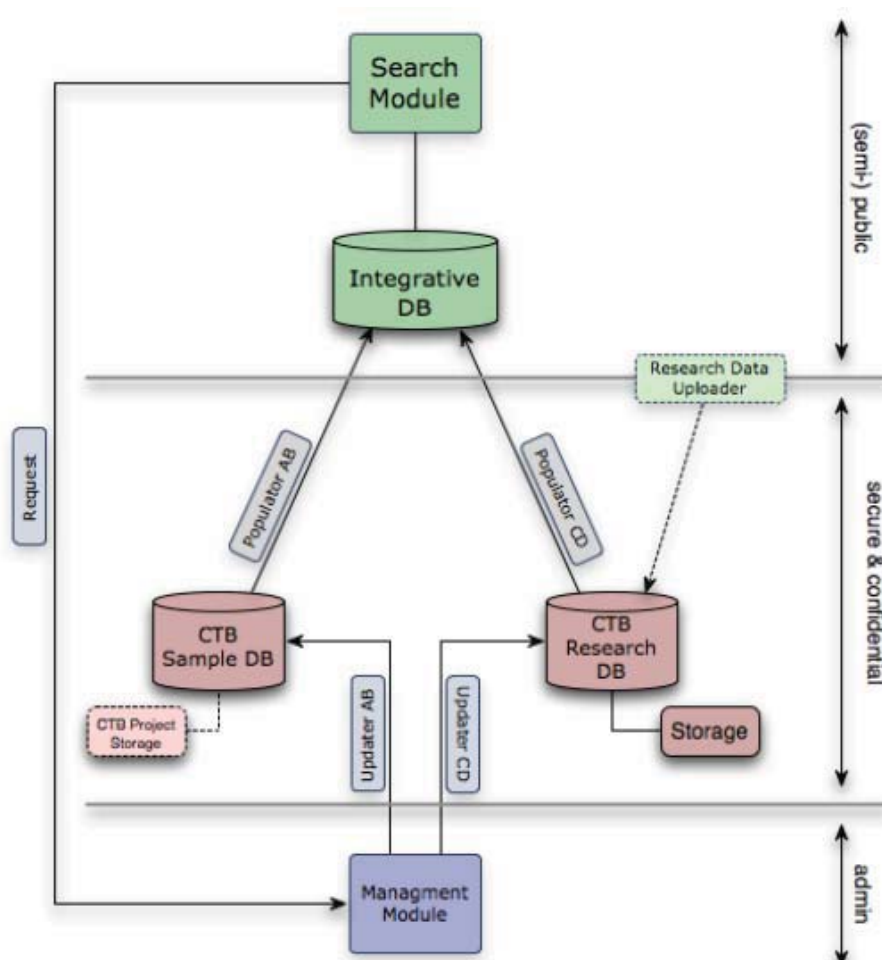 Search
Module
(semi-) public
Integrative
DB
Research Data
Uploader
Request
Populator AB
Populator CD
secure & confidential
CTB
Sample DB
CTB
Research
DB
CTB Project
Storage
Updater AB
Updater CD
Storage
Managment
Module
admin